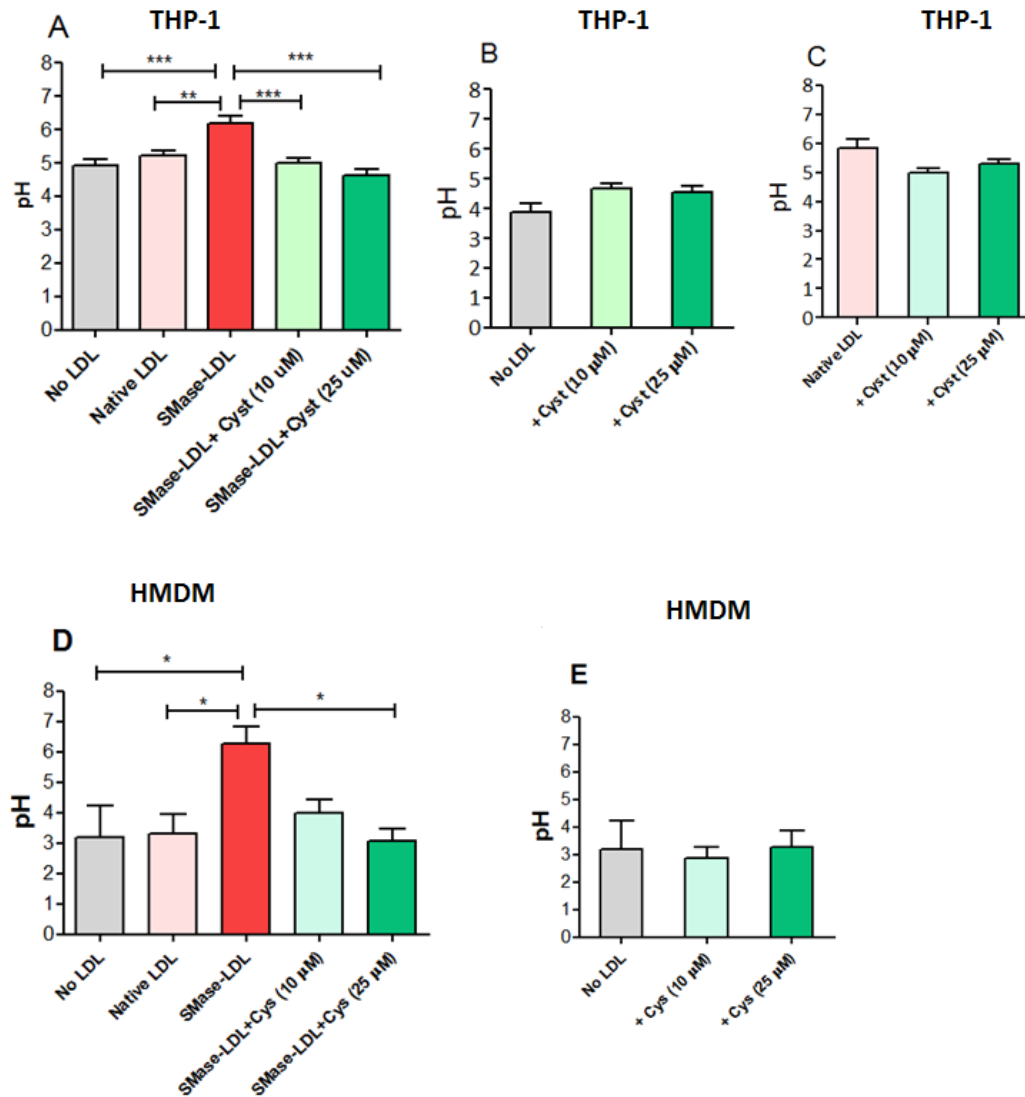 THP-1
A
***
***
**
***
pH
8
7
6
5
4
3
2
1
0
No LDL
Native LDL
SMase-LDL
SMase-LDL+ Cyst (10 uM)
SMase-LDL+Cyst (25 uM)
THP-1
B
pH
8
7
6
5
4
3
2
1
0
No LDL
+ Cyst (10 µM)
+ Cyst (25 µM)
THP-1
C
pH
8
7
6
5
4
3
2
1
0
Native LDL
+ Cyst (10 µM)
+ Cyst (25 µM)
HMDM
D
*
*
*
pH
8
7
6
5
4
3
2
1
0
No LDL
Native LDL
SMase-LDL
SMase-LDL+Cys (10 µM)
SMase-LDL+Cys (25 µM)
HMDM
E
pH
8
7
6
5
4
3
2
1
0
No LDL
+ Cys (10 µM)
+ Cys (25 µM)